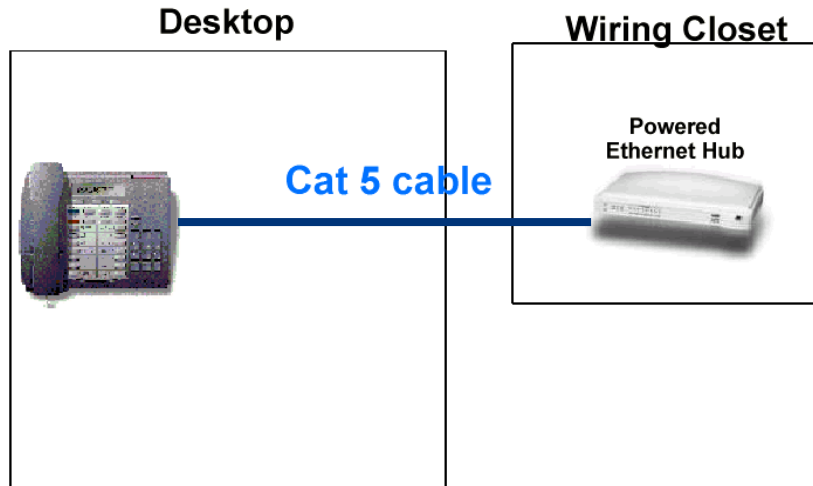 Desktop
Wiring Closet
Powered
Ethernet Hub
Cat 5 cable